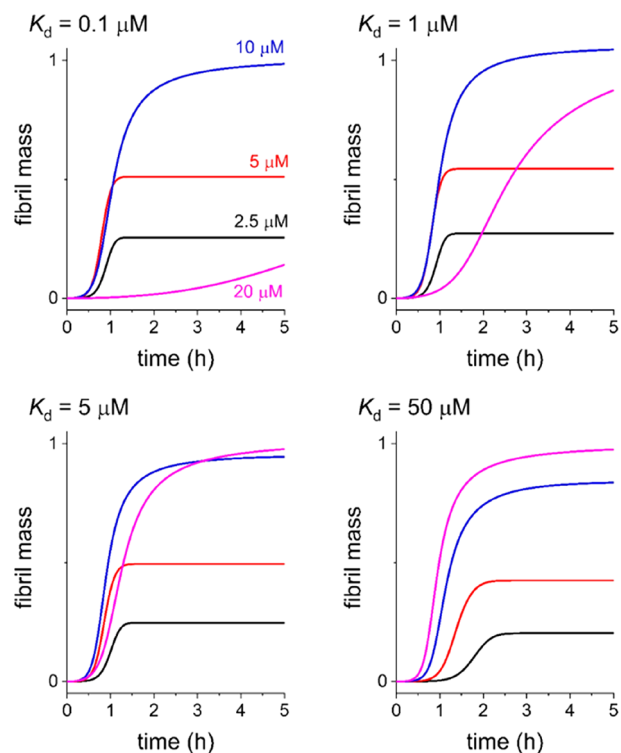 Kd = 0.1 μM
fibril mass
1
0
10 μM
5 μM
2.5 μM
20 μM
0 1 2 3 4 5
time (h)
Kd = 1 μM
fibril mass
1
0
0 1 2 3 4 5
time (h)
Kd = 5 μM
fibril mass
1
0
0 1 2 3 4 5
time (h)
Kd = 50 μM
fibril mass
1
0
0 1 2 3 4 5
time (h)